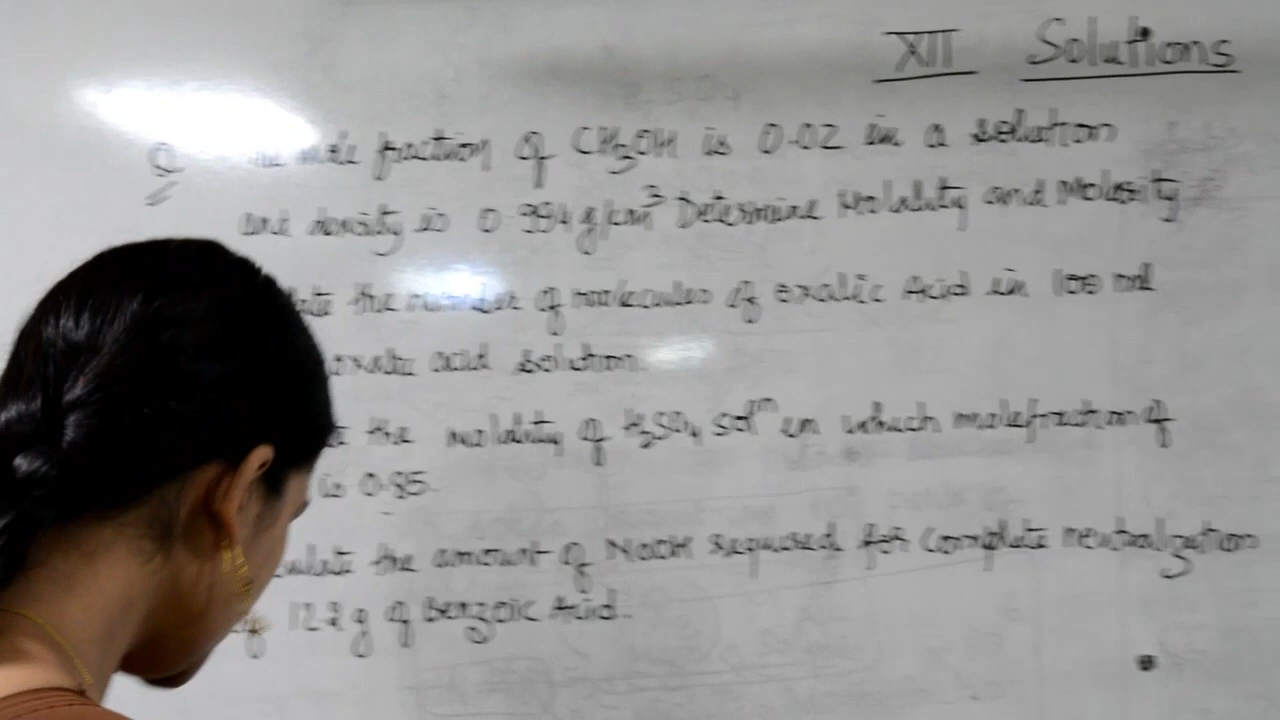 XII Solutions
Q mole fraction of CH3OH is 0.02 in a solution
and density is 0.994 g/cm3 Determine Molality and Molarity
the number of molecules of oxalic Acid in 100 ml
oxalic acid solution.
the molality of H2SO4 solⁿ in which molefraction of
is 0.85.
the amount of NaOH required for complete neutralization
of 12.2g of Benzoic Acid.